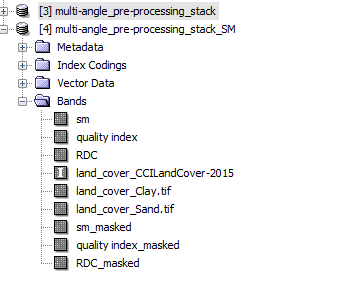 [3] multi-angle_pre-processing_stack
[4] multi-angle_pre-processing_stack_SM
Metadata
Index Codings
Vector Data
Bands
sm
quality index
RDC
land_cover_CCILandCover-2015
land_cover_Clay.tif
land_cover_Sand.tif
sm_masked
quality index_masked
RDC_masked